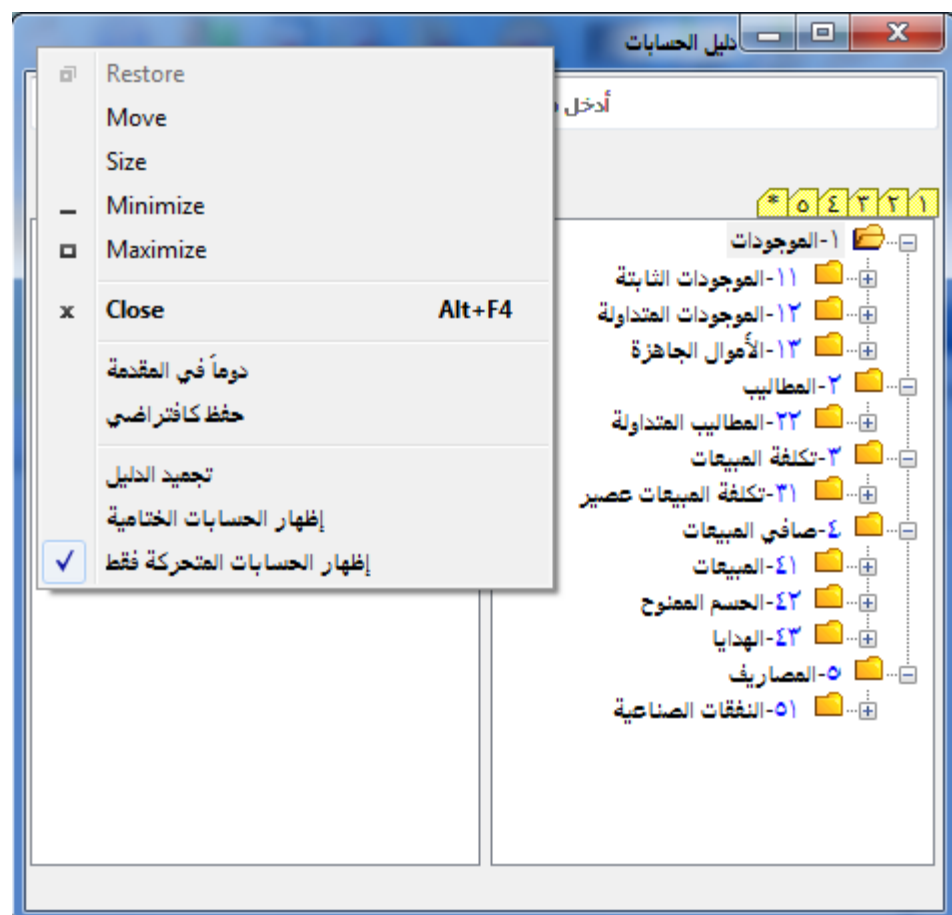 دليل الحسابات
أدخل
١ ٢ ٣ ٤ ٥ *
١-الموجودات
١١-الموجودات الثابتة
١٢-الموجودات المتداولة
١٣-الأموال الجاهزة
٢-المطاليب
٢٢-المطاليب المتداولة
٣-تكلفة المبيعات
٣١-تكلفة المبيعات عصير
٤-صافي المبيعات
٤١-المبيعات
٤٢-الحسم الممنوح
٤٣-الهدايا
٥-المصاريف
٥١-النفقات الصناعية
Restore
Move
Size
Minimize
Maximize
Close Alt+F4
دوماً في المقدمة
حفظ كافتراضي
تجميد الدليل
إظهار الحسابات الختامية
إظهار الحسابات المتحركة فقط